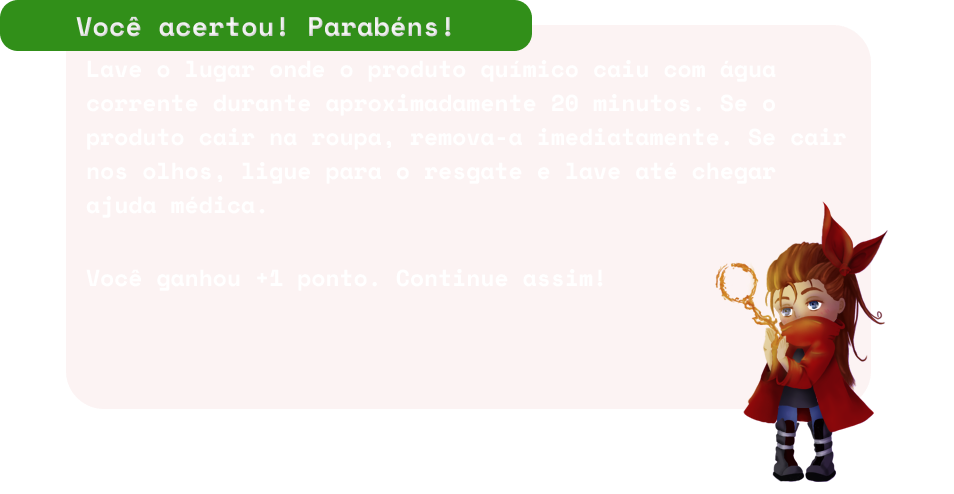 Você acertou! Parabéns!
Lave o lugar onde o produto químico caiu com água
corrente durante aproximadamente 20 minutos. Se o
produto cair na roupa, remova-a imediatamente. Se cair
nos olhos, ligue para o resgate e lave até chegar
ajuda médica.
Você ganhou +1 ponto. Continue assim!